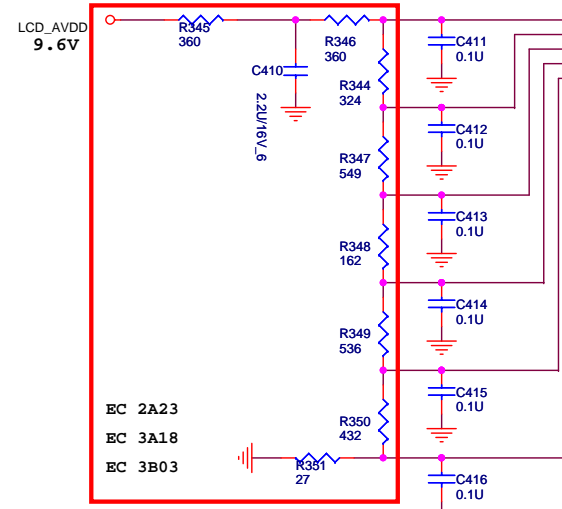 LCD_AVDD
9.6V
R345
360
R346
360
C410
2.2U/16V_6
R344
324
C411
0.1U
C412
0.1U
R347
549
C413
0.1U
R348
162
C414
0.1U
R349
536
C415
0.1U
R350
432
R351
27
C416
0.1U
EC 2A23
EC 3A18
EC 3B03